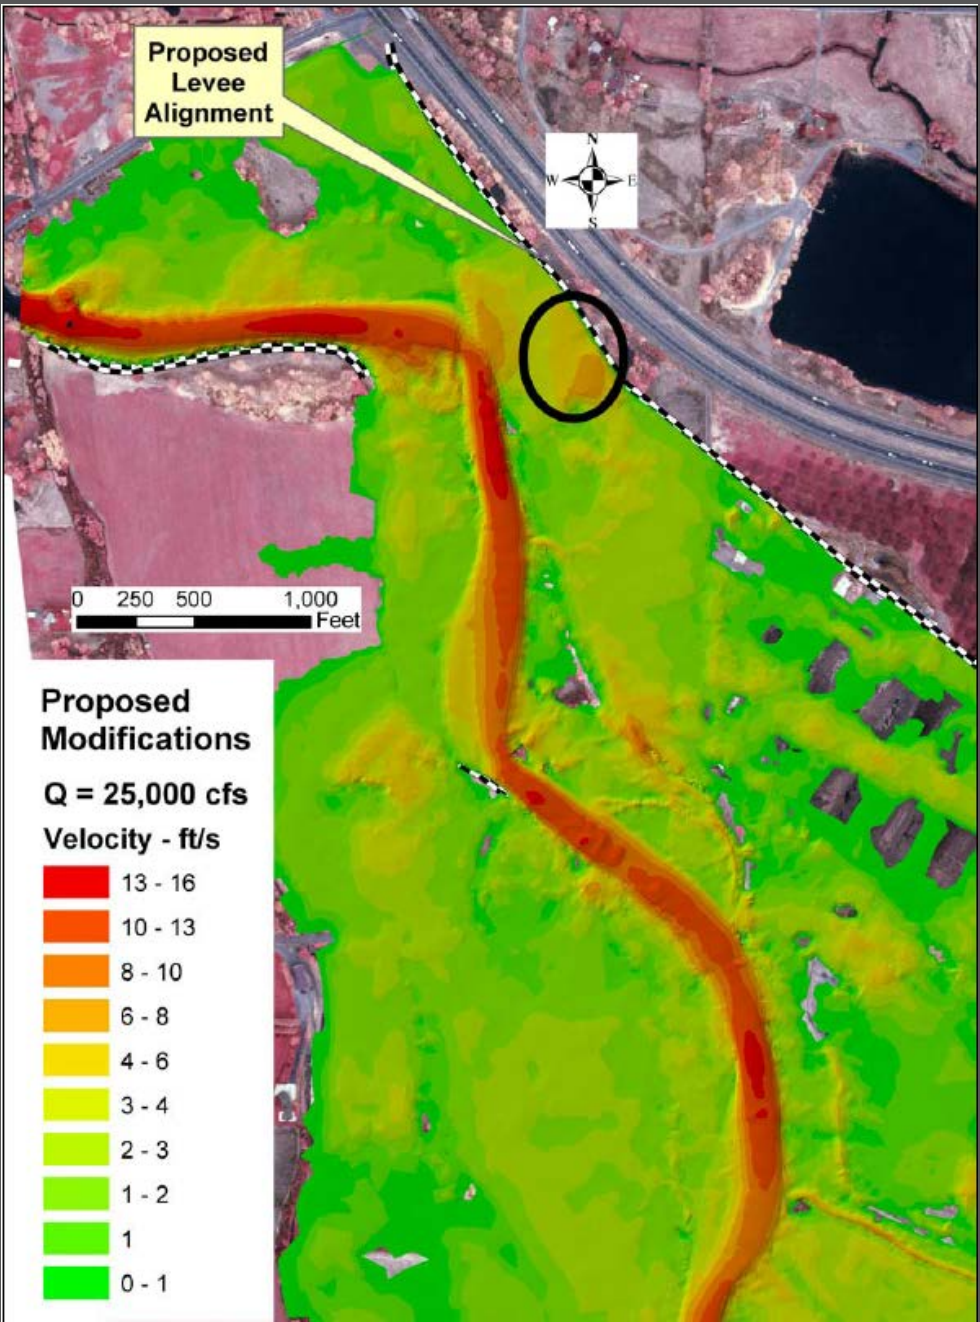 Proposed
Levee
Alignment
N
W E
S
0 250 500 1,000
Feet
Proposed
Modifications
Q = 25,000 cfs
Velocity - ft/s
13 - 16
10 - 13
8 - 10
6 - 8
4 - 6
3 - 4
2 - 3
1 - 2
1
0 - 1